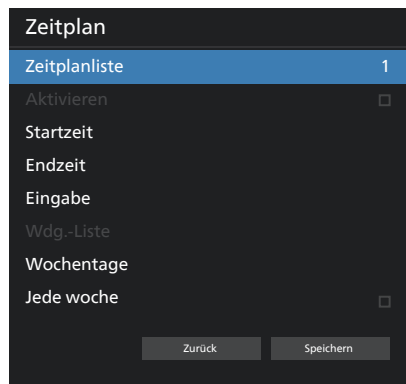 Zeitplan
Zeitplanliste 1
Aktivieren
Startzeit
Endzeit
Eingabe
Wdg.-Liste
Wochentage
Jede woche
Zurück Speichern